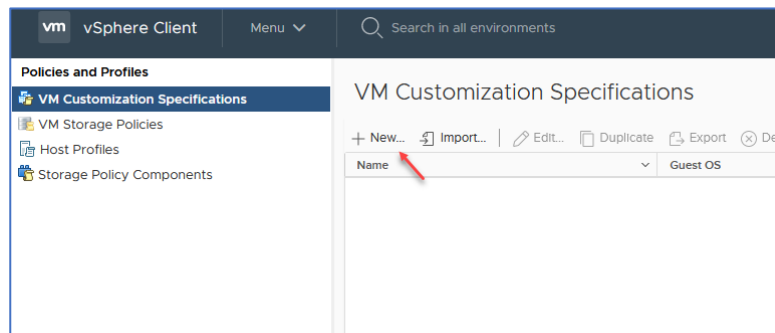 vm vSphere Client Menu Search in all environments
Policies and Profiles
VM Customization Specifications
VM Storage Policies
Host Profiles
Storage Policy Components
VM Customization Specifications
New... Import... Edit... Duplicate Export De
Name Guest OS